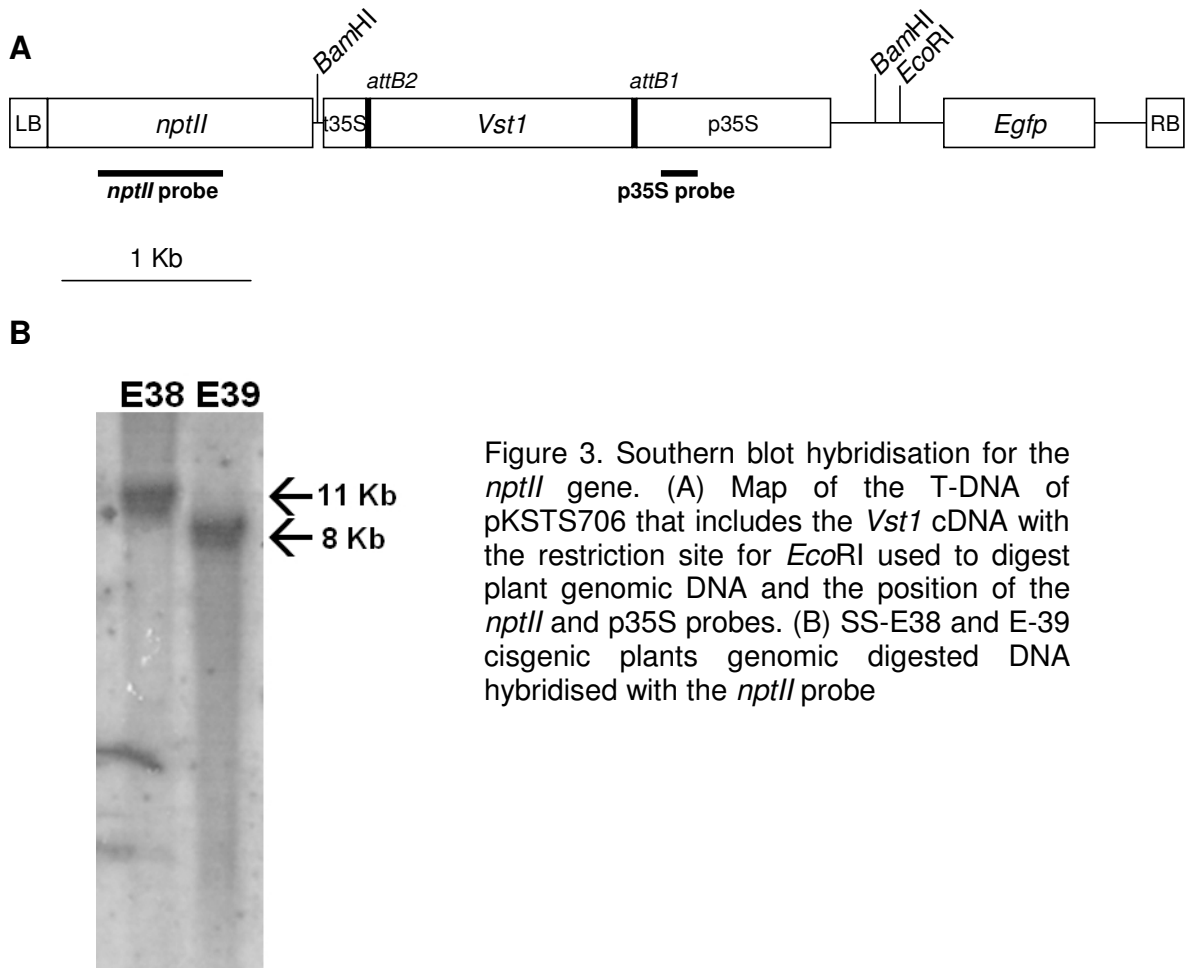 A
BamHI
BamHI
EcoRI
attB2
attB1
LB
nptII
t35S
Vst1
p35S
Egfp
RB
nptII probe
p35S probe
1 Kb
B
E38 E39
11 Kb
8 Kb
Figure 3. Southern blot hybridisation for the
nptII gene. (A) Map of the T-DNA of
pKSTS706 that includes the Vst1 cDNA with
the restriction site for EcoRI used to digest
plant genomic DNA and the position of the
nptII and p35S probes. (B) SS-E38 and E-39
cisgenic plants genomic digested DNA
hybridised with the nptII probe